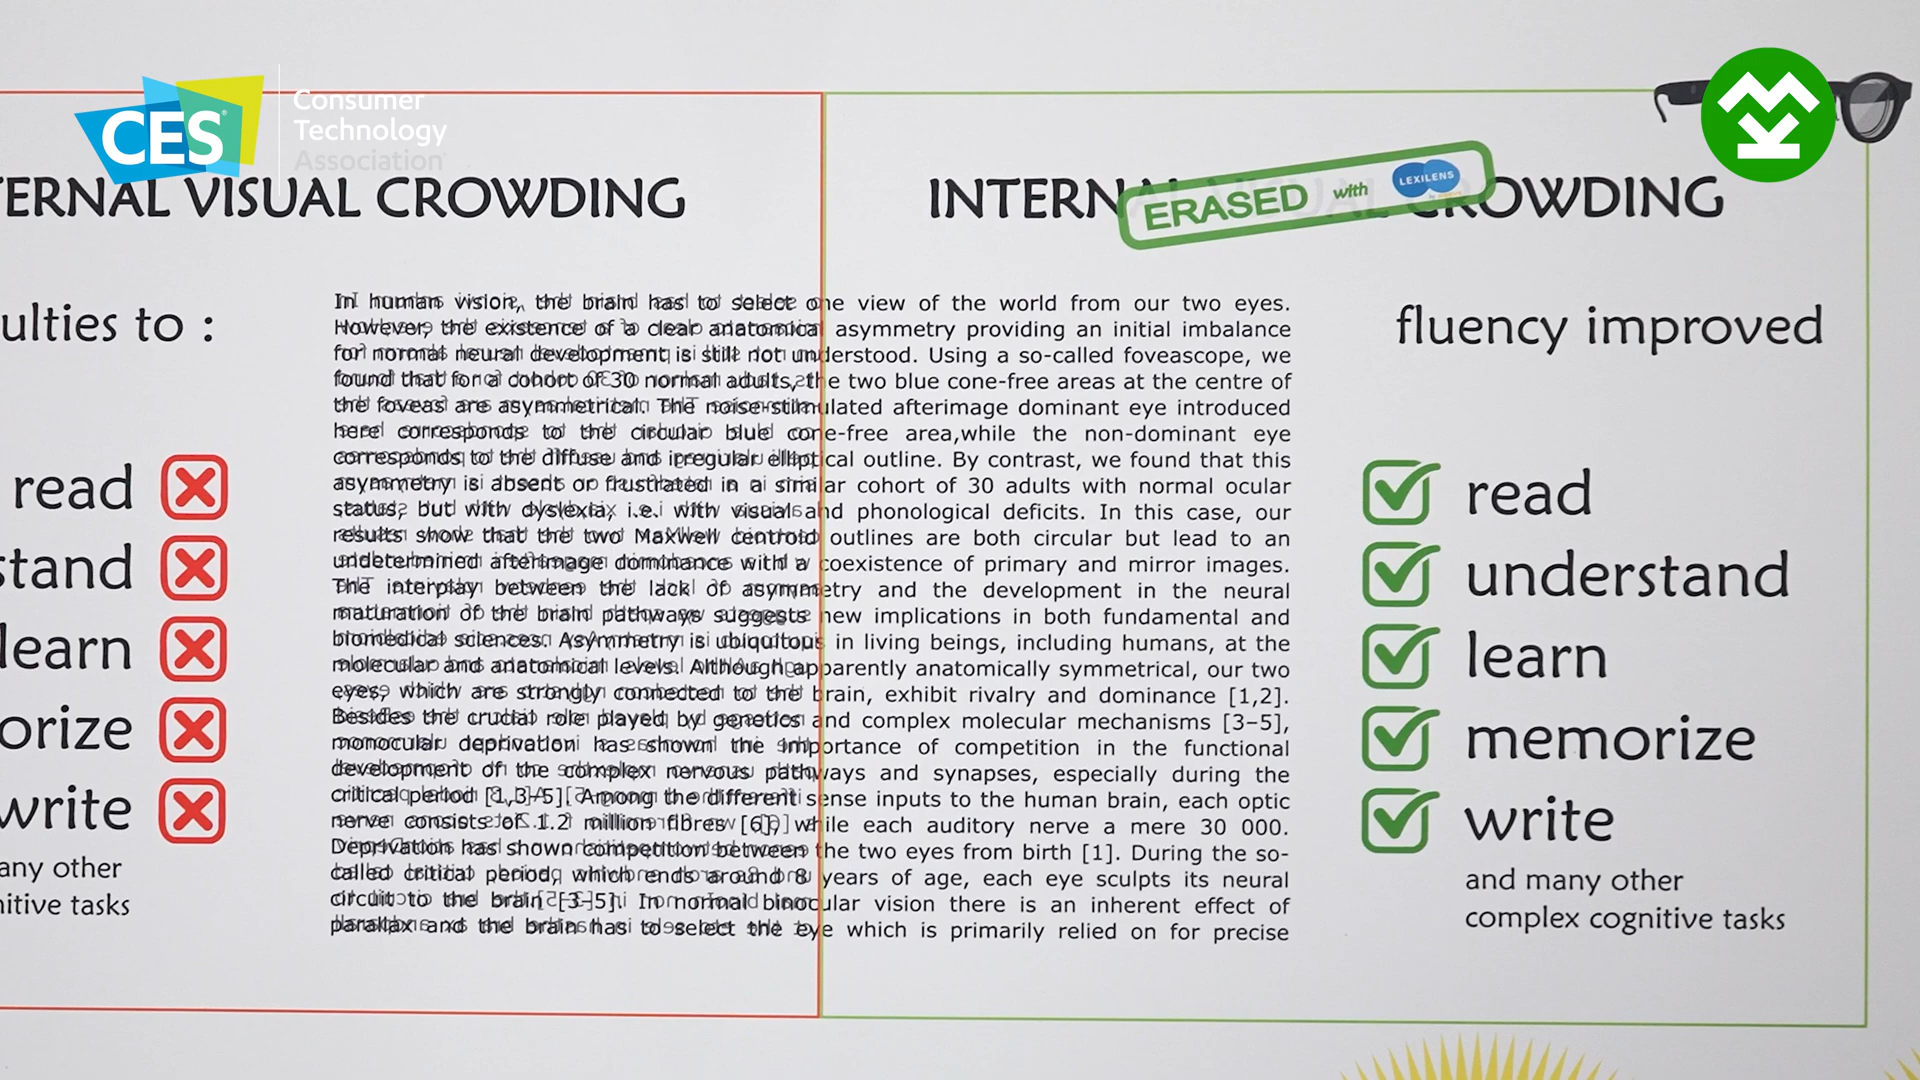 CES
Consumer
Technology
Association
TERNAL VISUAL CROWDING
ulties to :
read
stand
learn
orize
write
any other
nitive tasks
INTERNAL VISUAL CROWDING
ERASED with LEXILENS
In human vision, the brain has to select one view of the world from our two eyes.
However, the existence of a clear anatomical asymmetry providing an initial imbalance
for normal neural development is still not understood. Using a so-called foveascope, we
found that for a cohort of 30 normal adults, the two blue cone-free areas at the centre of
the foveas are asymmetrical. The noise-stimulated afterimage dominant eye introduced
here corresponds to the circular blue cone-free area,while the non-dominant eye
corresponds to the diffuse and irregular elliptical outline. By contrast, we found that this
asymmetry is absent or frustrated in a similar cohort of 30 adults with normal ocular
status, but with dyslexia, i.e. with visual and phonological deficits. In this case, our
results show that the two Maxwell centroid outlines are both circular but lead to an
undetermined afterimage dominance with a coexistence of primary and mirror images.
The interplay between the lack of asymmetry and the development in the neural
maturation of the brain pathways suggests new implications in both fundamental and
biomedical sciences. Asymmetry is ubiquitous in living beings, including humans, at the
molecular and anatomical levels. Although apparently anatomically symmetrical, our two
eyes, which are strongly connected to the brain, exhibit rivalry and dominance [1,2].
Besides the crucial role played by genetics and complex molecular mechanisms [3–5],
monocular deprivation has shown the importance of competition in the functional
development of the complex nervous pathways and synapses, especially during the
critical period [1,3–5]. Among the different sense inputs to the human brain, each optic
nerve consists of 1.2 million fibres [6], while each auditory nerve a mere 30 000.
Deprivation has shown competition between the two eyes from birth [1]. During the so-
called critical period, which ends around 8 years of age, each eye sculpts its neural
circuit to the brain [3–5]. In normal binocular vision there is an inherent effect of
parallax and the brain has to select the eye which is primarily relied on for precise
fluency improved
read
understand
learn
memorize
write
and many other
complex cognitive tasks